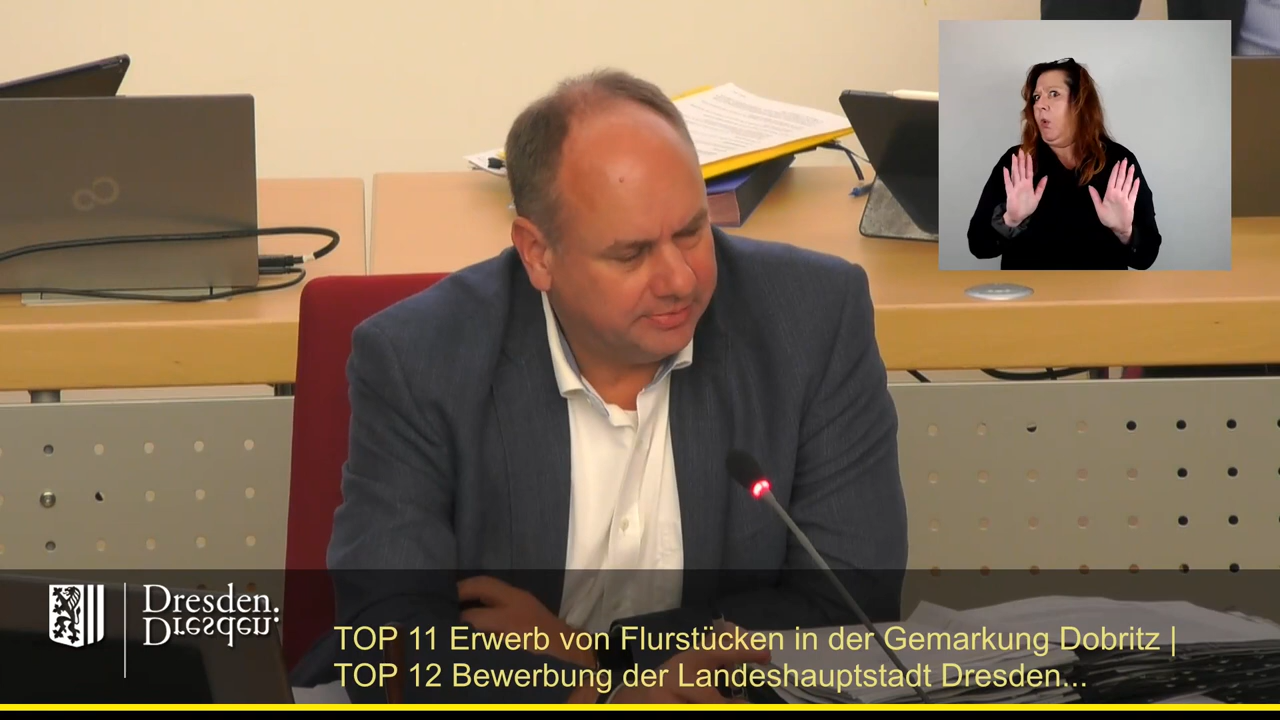 Dresden.
Dresden.
TOP 11 Erwerb von Flurstücken in der Gemarkung Dobritz |
TOP 12 Bewerbung der Landeshauptstadt Dresden...